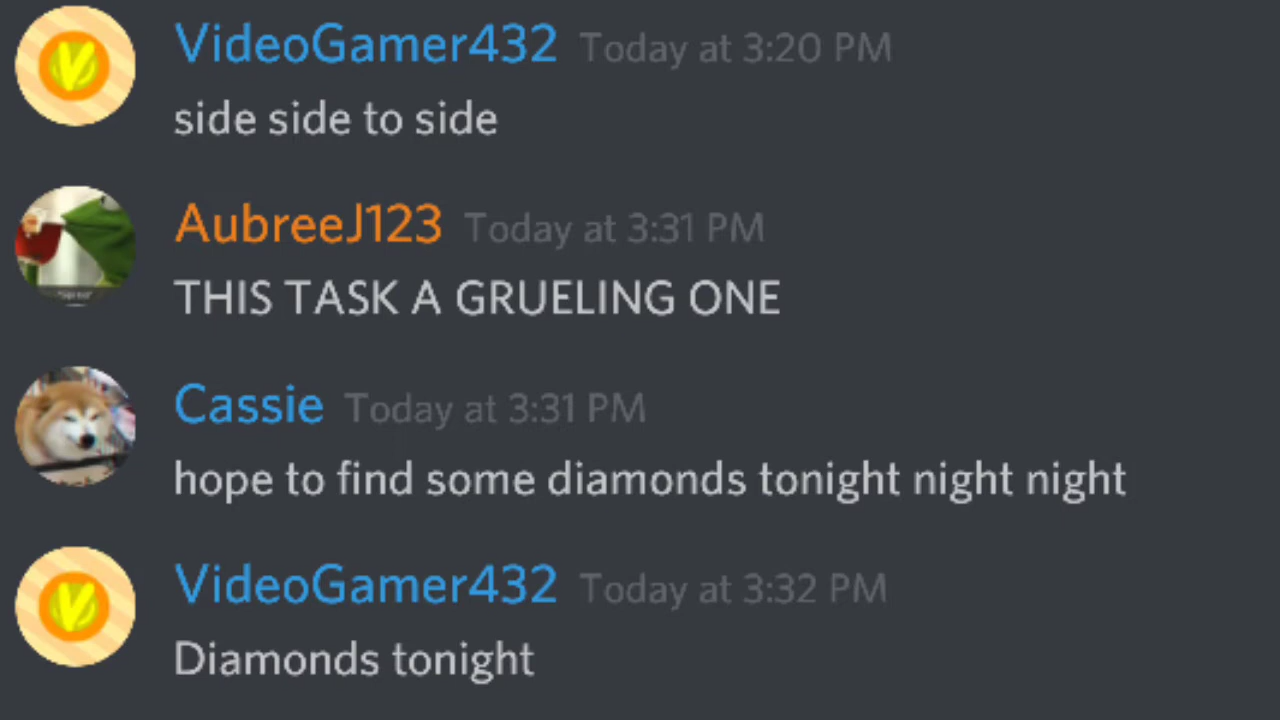 VideoGamer432 Today at 3:20 PM
side side to side
AubreeJ123 Today at 3:31 PM
THIS TASK A GRUELING ONE
Cassie Today at 3:31 PM
hope to find some diamonds tonight night night
VideoGamer432 Today at 3:32 PM
Diamonds tonight